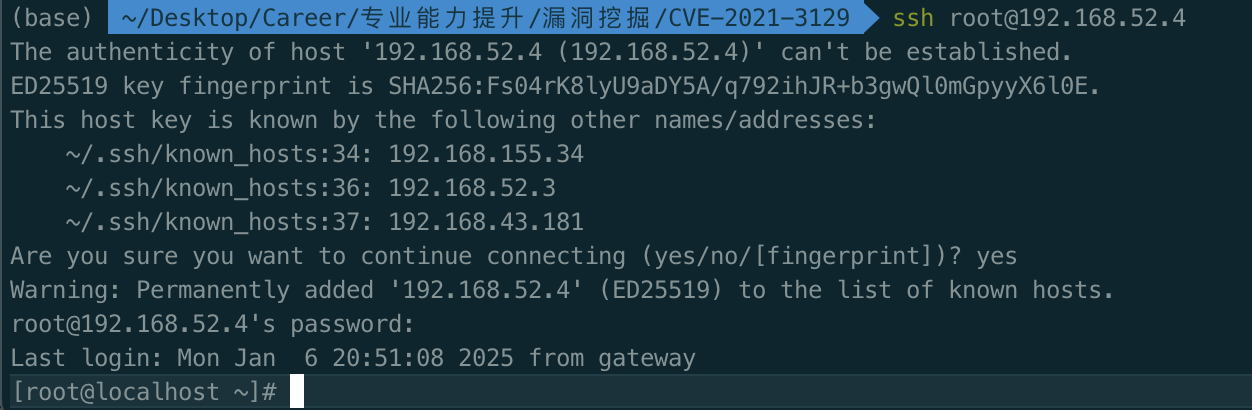 (base) ~/Desktop/Career/专业能力提升/漏洞挖掘/CVE-2021-3129 ssh root@192.168.52.4
The authenticity of host '192.168.52.4 (192.168.52.4)' can't be established.
ED25519 key fingerprint is SHA256:Fs04rK8lyU9aDY5A/q792ihJR+b3gwQl0mGpyyX6l0E.
This host key is known by the following other names/addresses:
    ~/.ssh/known_hosts:34: 192.168.155.34
    ~/.ssh/known_hosts:36: 192.168.52.3
    ~/.ssh/known_hosts:37: 192.168.43.181
Are you sure you want to continue connecting (yes/no/[fingerprint])? yes
Warning: Permanently added '192.168.52.4' (ED25519) to the list of known hosts.
root@192.168.52.4's password:
Last login: Mon Jan  6 20:51:08 2025 from gateway
[root@localhost ~]#